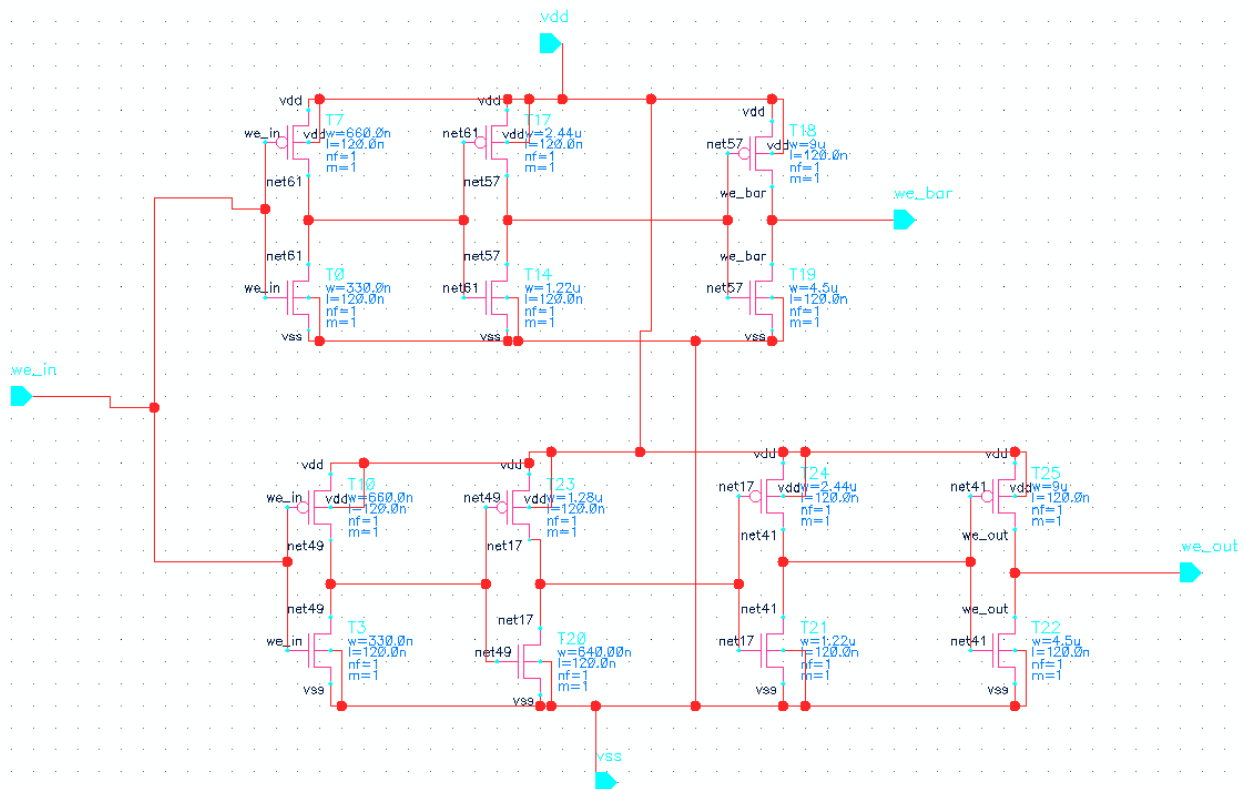 vdd
vdd
we_in
T7
vdd
w=660.0n
l=120.0n
nf=1
m=1
net61
vdd
net61
T17
vdd
w=2.44u
l=120.0n
nf=1
m=1
net57
vdd
net57
T18
vdd
w=9u
l=120.0n
nf=1
m=1
we_bar
we_bar
net61
we_in
T0
w=330.0n
l=120.0n
nf=1
m=1
vss
net57
net61
T14
w=1.22u
l=120.0n
nf=1
m=1
vss
we_bar
net57
T19
w=4.5u
l=120.0n
nf=1
m=1
vss
we_in
vdd
we_in
T10
vdd
w=660.0n
l=120.0n
nf=1
m=1
net49
vdd
net49
T23
vdd
w=1.28u
l=120.0n
nf=1
m=1
net17
vdd
net17
T24
vdd
w=2.44u
l=120.0n
nf=1
m=1
net41
vdd
net41
T25
vdd
w=9u
l=120.0n
nf=1
m=1
we_out
we_out
net49
we_in
T3
w=330.0n
l=120.0n
nf=1
m=1
vss
net17
net49
T20
w=640.00n
l=120.0n
nf=1
m=1
vss
net41
net17
T21
w=1.22u
l=120.0n
nf=1
m=1
vss
we_out
net41
T22
w=4.5u
l=120.0n
nf=1
m=1
vss
vss